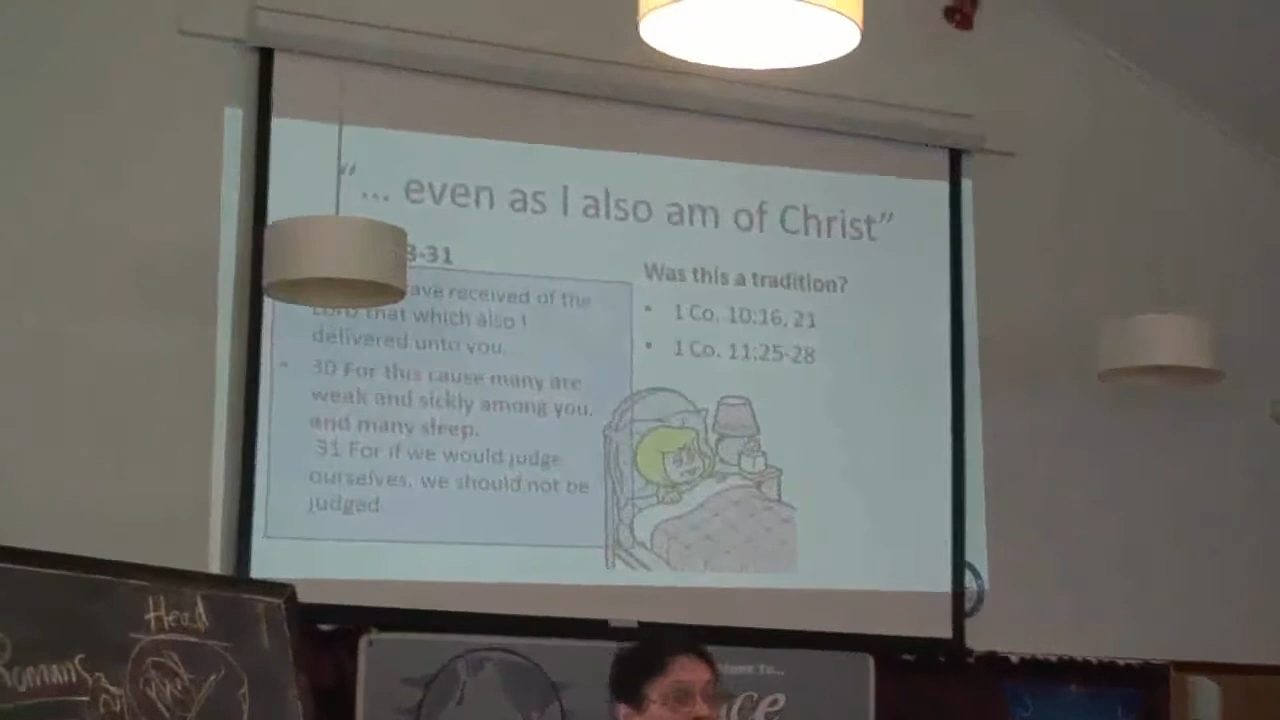 “… even as I also am of Christ”
3-31
ave received of the
Lord that which also I
delivered unto you.
30 For this cause many are
weak and sickly among you,
and many sleep.
31 For if we would judge
ourselves, we should not be
judged.
Was this a tradition?
• 1 Co. 10:16, 21
• 1 Co. 11:25-28
Head
Romans